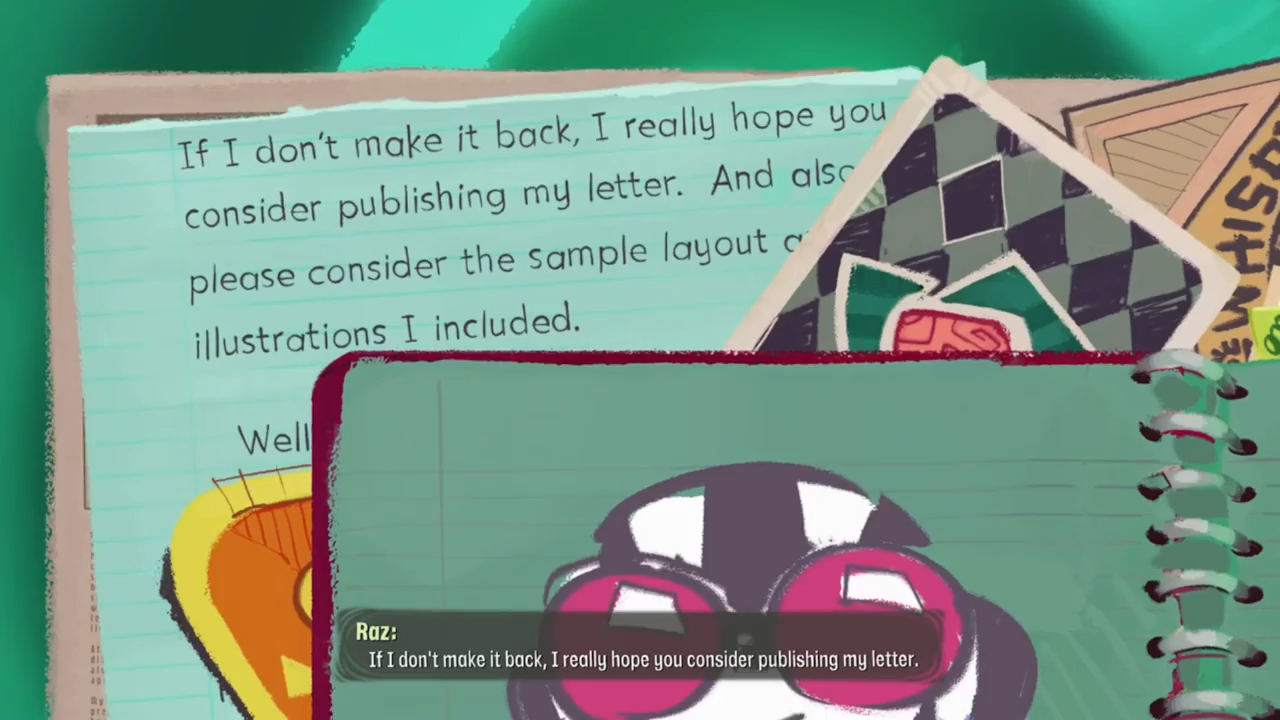 If I don't make it back, I really hope you
consider publishing my letter. And also
please consider the sample layout
illustrations I included.
Well
Raz:
If I don't make it back, I really hope you consider publishing my letter.